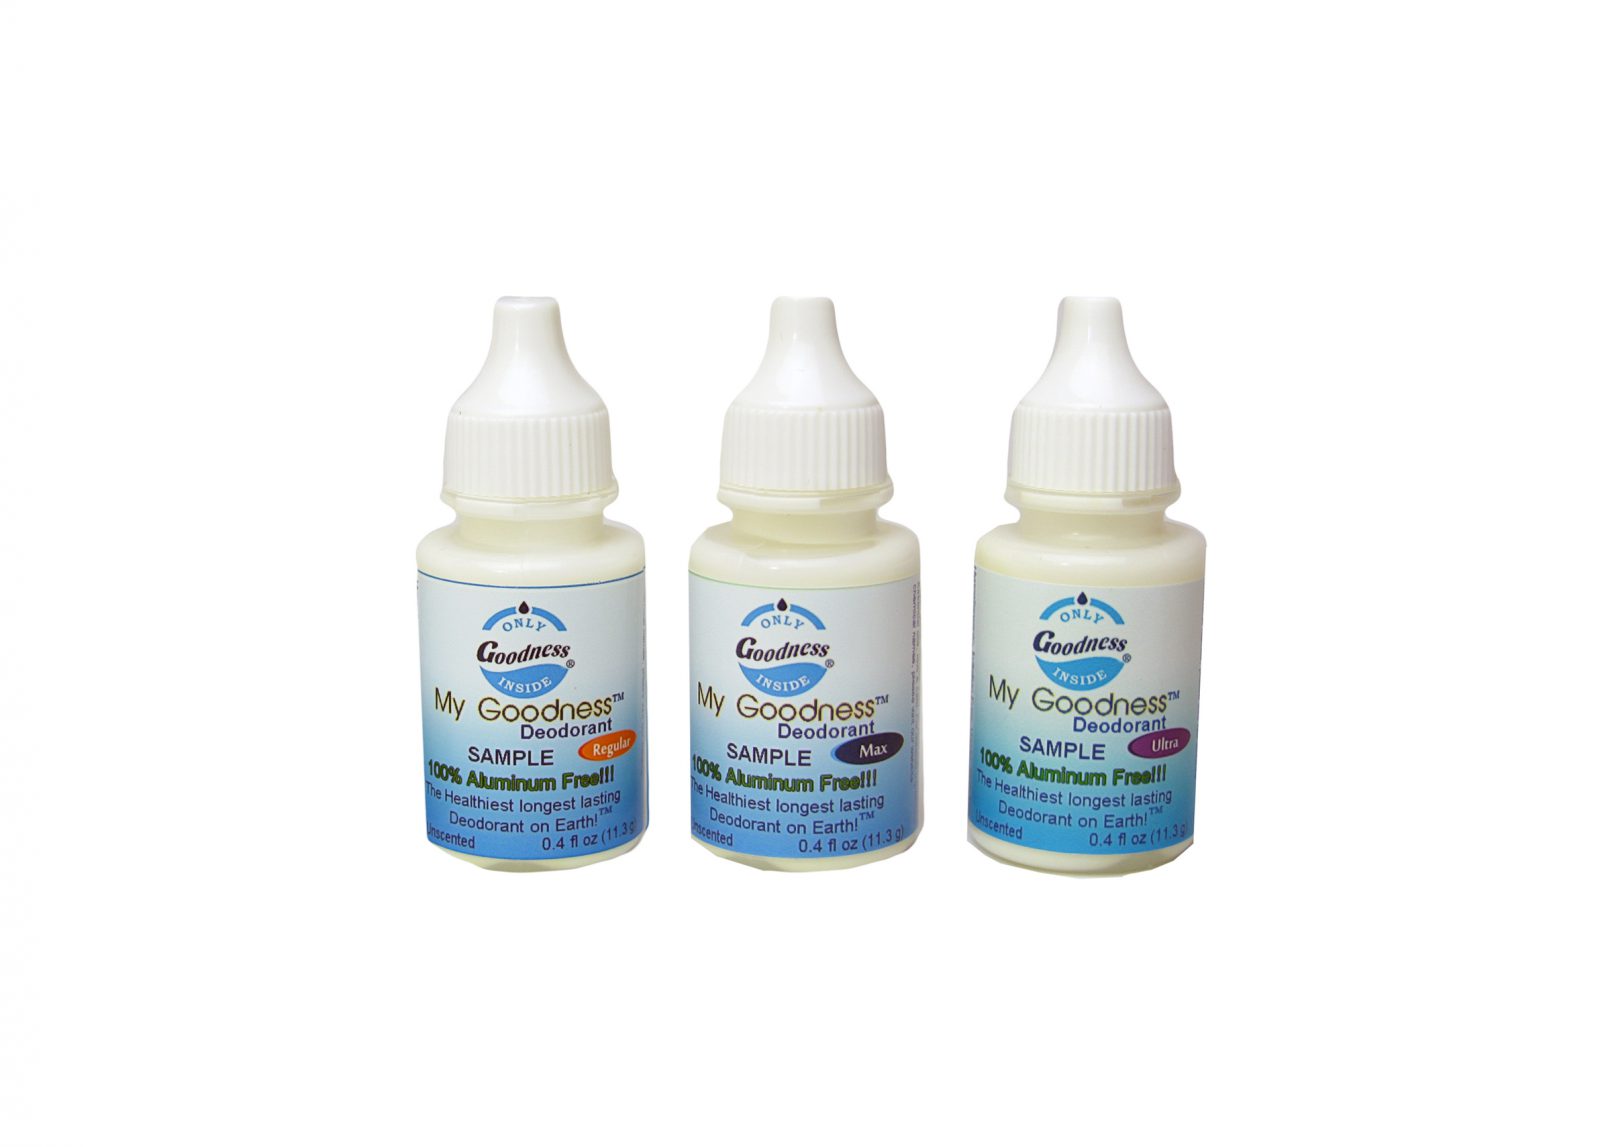 ONLY
Goodness®
INSIDE
My Goodness™
Deodorant
SAMPLE Regular
100% Aluminum Free!!!
The Healthiest longest lasting
Deodorant on Earth!™
Unscented 0.4 fl oz (11.3 g)
ONLY
Goodness®
INSIDE
My Goodness™
Deodorant
SAMPLE Max
100% Aluminum Free!!!
The Healthiest longest lasting
Deodorant on Earth!™
Unscented 0.4 fl oz (11.3 g)
ONLY
Goodness®
INSIDE
My Goodness™
Deodorant
SAMPLE Ultra
100% Aluminum Free!!!
The Healthiest longest lasting
Deodorant on Earth!™
Unscented 0.4 fl oz (11.3 g)